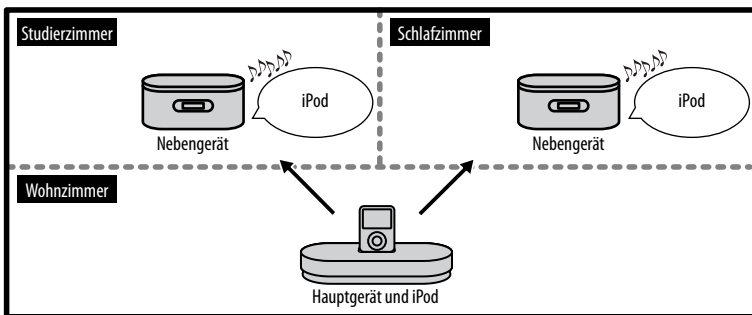 Studierzimmer
Schlafzimmer
iPod
iPod
Nebengerät
Nebengerät
Wohnzimmer
Hauptgerät und iPod